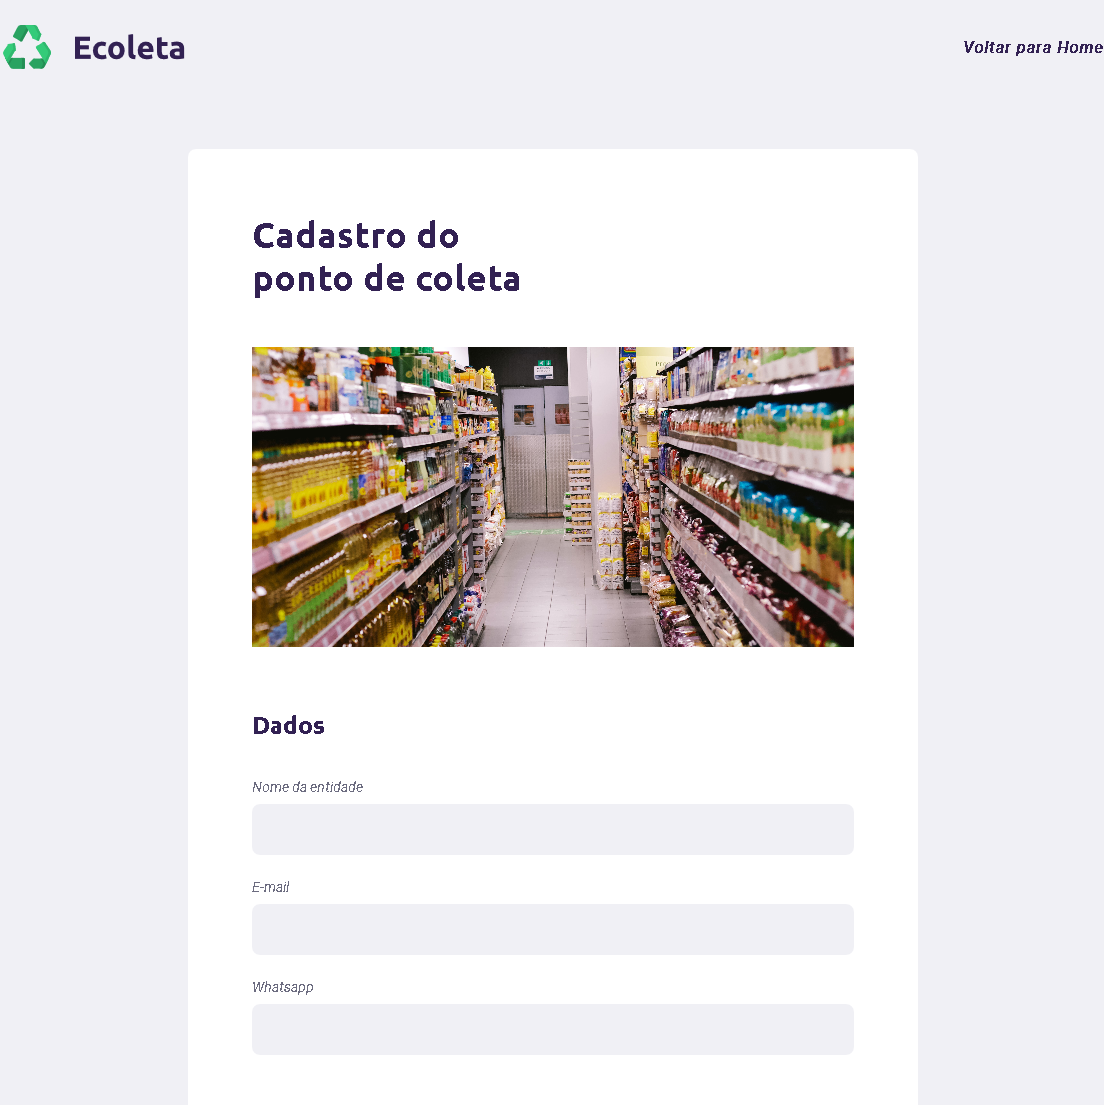 Ecoleta
Voltar para Home
Cadastro do
ponto de coleta
Dados
Nome da entidade
E-mail
Whatsapp